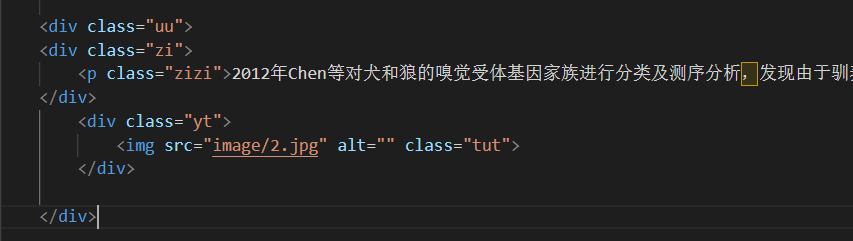 <div class="uu">
<div class="zi">
<p class="zizi">2012年Chen等对犬和狼的嗅觉受体基因家族进行分类及测序分析，发现由于驯
</div>
<div class="yt">
<img src="image/2.jpg" alt="" class="tut">
</div>
</div>